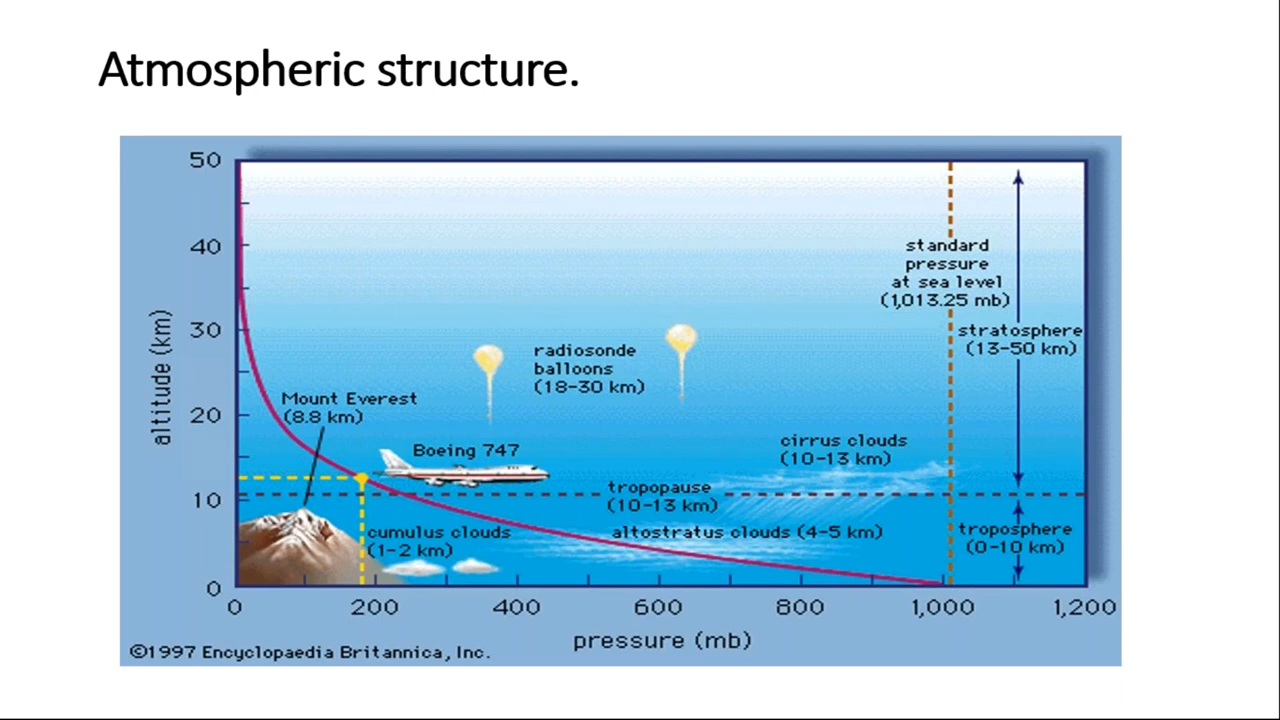 Atmospheric structure.
50
40
30
20
10
0
altitude (km)
standard
pressure
at sea level
(1,013.25 mb)
stratosphere
(13–50 km)
radiosonde
balloons
(18–30 km)
Mount Everest
(8.8 km)
Boeing 747
cirrus clouds
(10–13 km)
tropopause
(10–13 km)
cumulus clouds
(1–2 km)
altostratus clouds (4–5 km)
troposphere
(0–10 km)
0
200
400
600
800
1,000
1,200
pressure (mb)
©1997 Encyclopaedia Britannica, Inc.